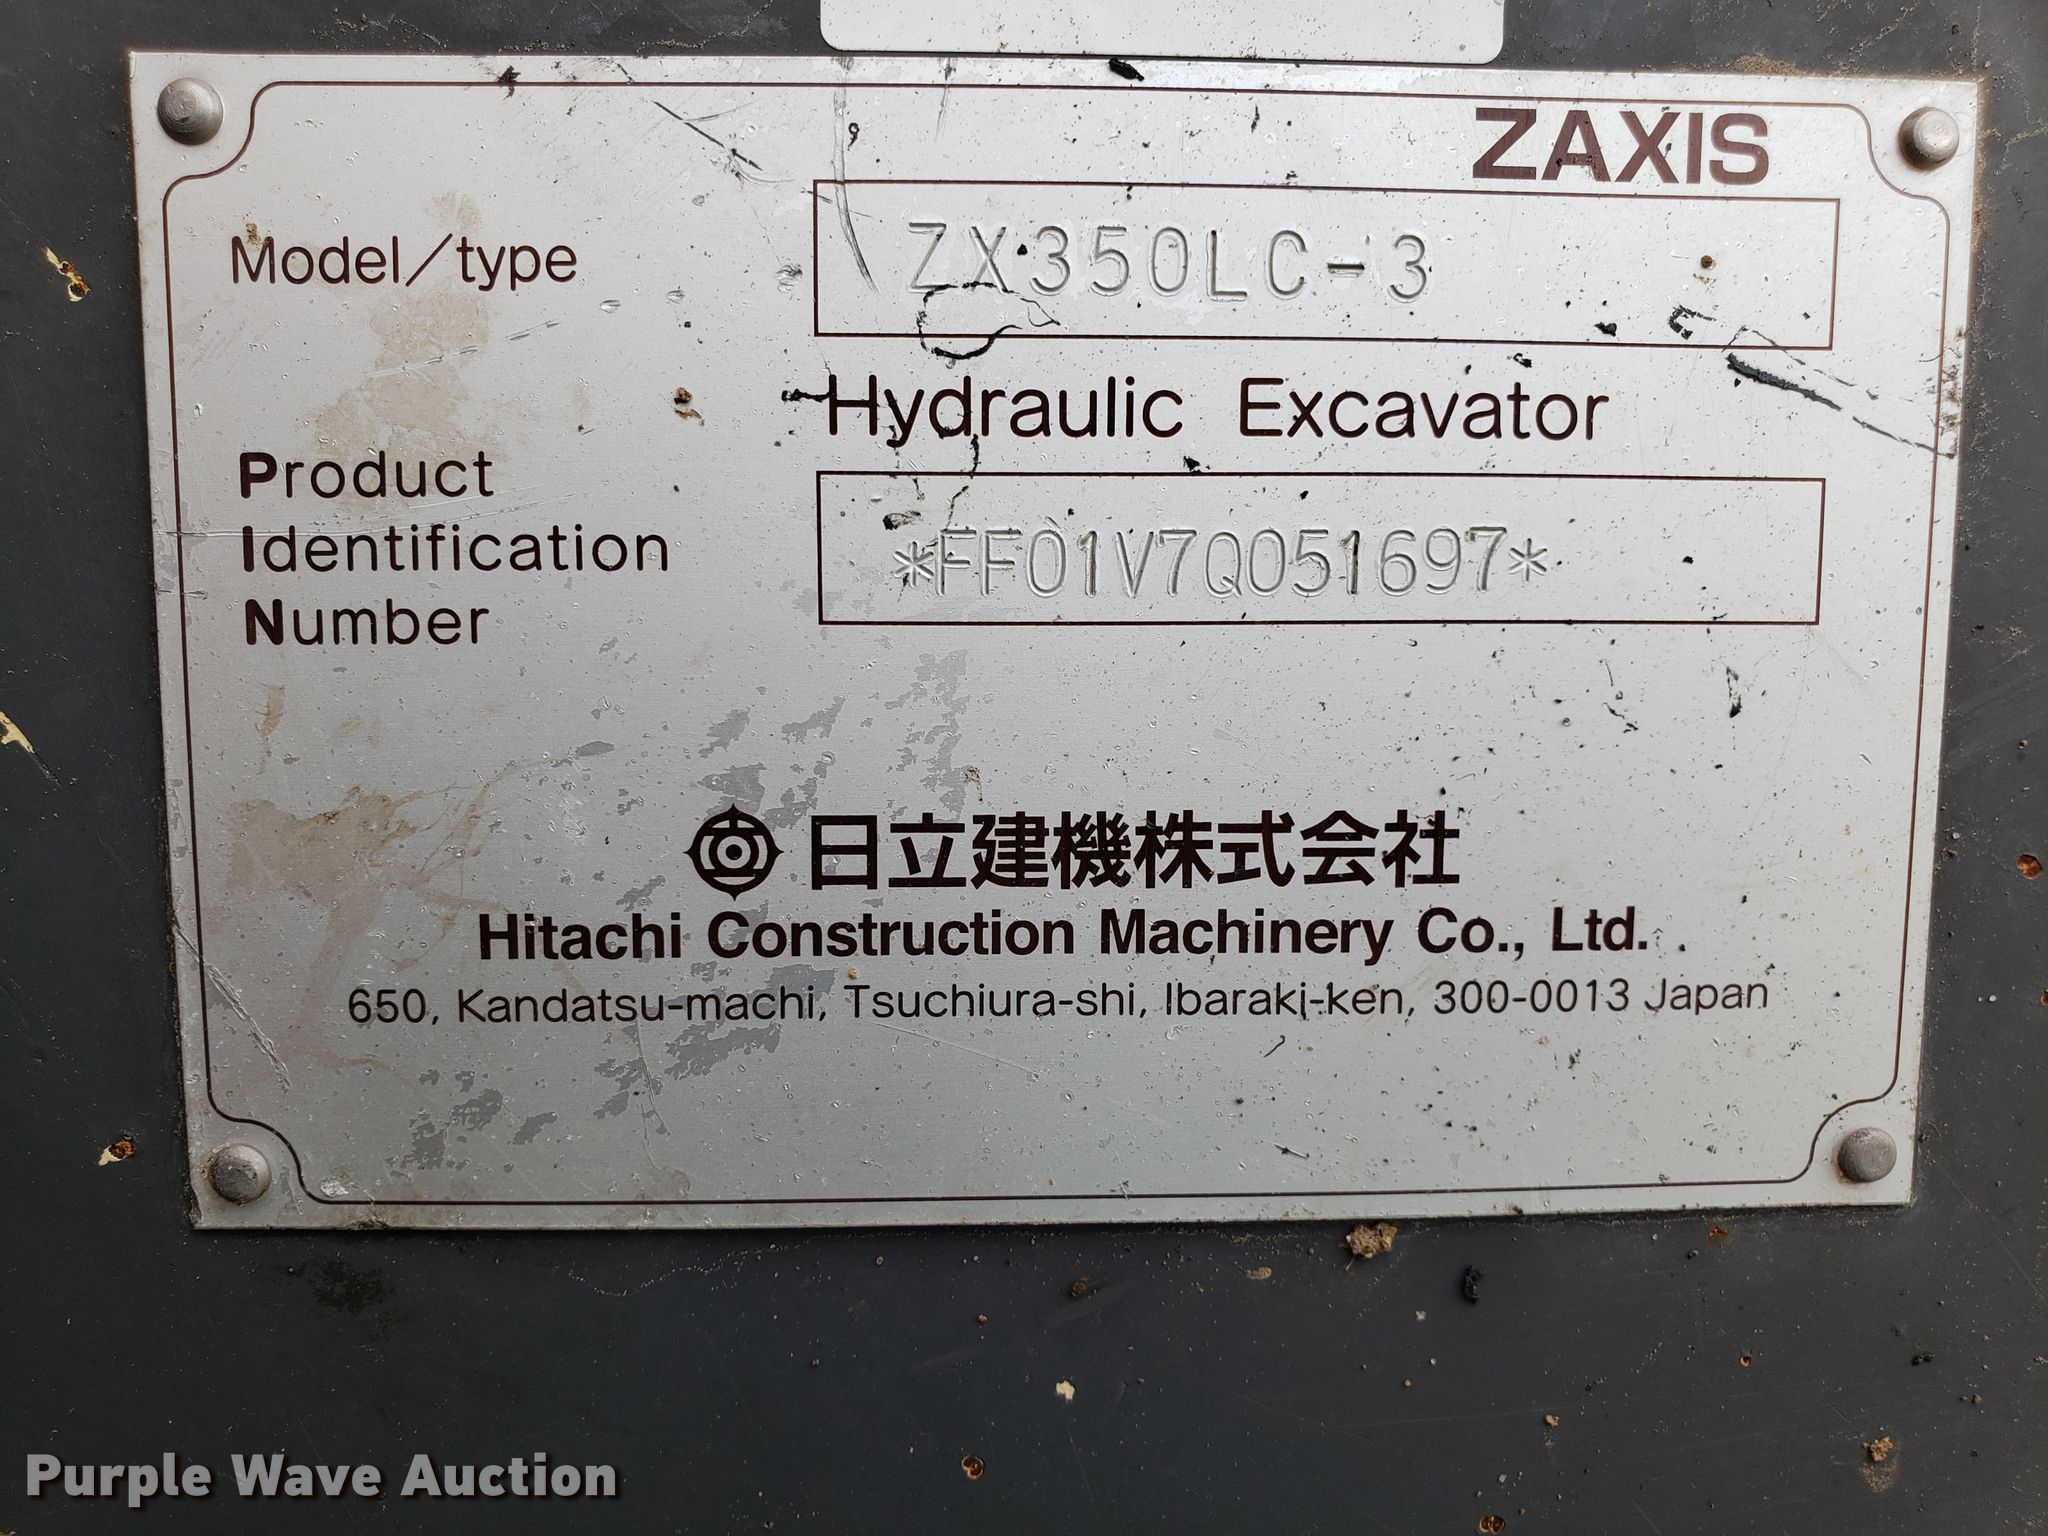 ZAXIS
Model/type
ZX350LC-3
Hydraulic Excavator
Product
Identification
Number
*FF01V7Q051697*
日立建機株式会社
Hitachi Construction Machinery Co., Ltd.
650, Kandatsu-machi, Tsuchiura-shi, Ibaraki-ken, 300-0013 Japan
Purple Wave Auction